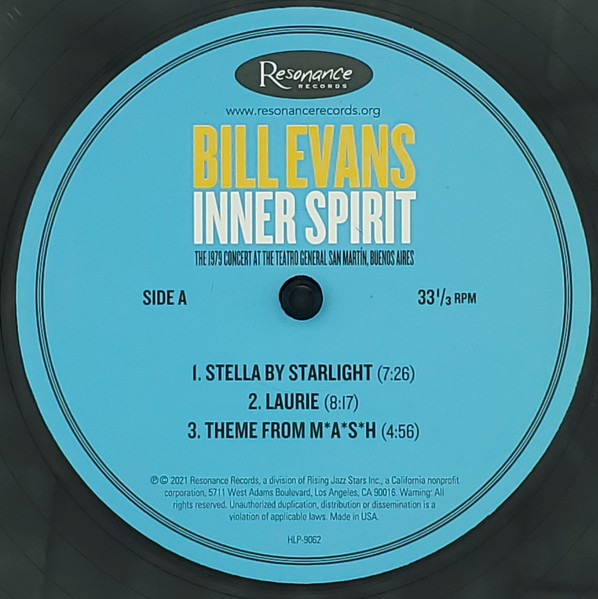 Resonance
RECORDS
www.resonancerecords.org
BILL EVANS
INNER SPIRIT
THE 1979 CONCERT AT THE TEATRO GENERAL SAN MARTÍN, BUENOS AIRES
SIDE A
33 1/3 RPM
1. STELLA BY STARLIGHT (7:26)
2. LAURIE (8:17)
3. THEME FROM M*A*S*H (4:56)
℗© 2021 Resonance Records, a division of Rising Jazz Stars Inc., a California nonprofit
corporation, 5711 West Adams Boulevard, Los Angeles, CA 90016. Warning: All
rights reserved. Unauthorized duplication, distribution or dissemination is a
violation of applicable laws. Made in USA.
HLP-9062